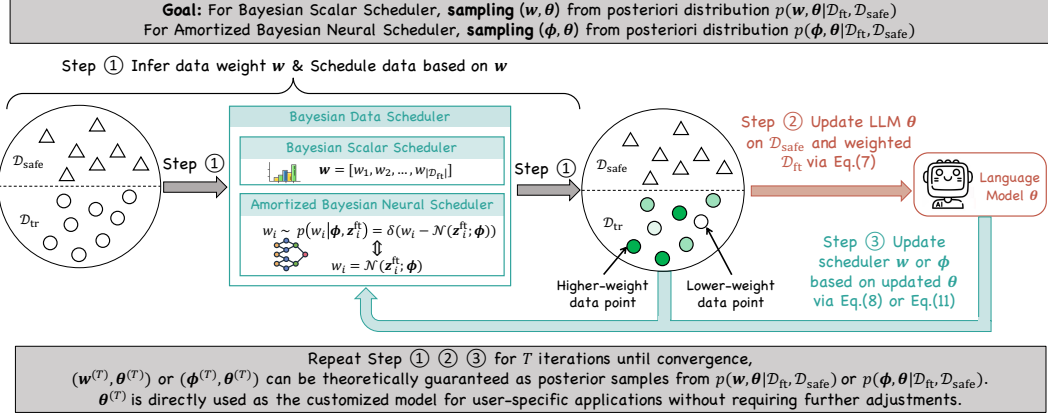 Goal: For Bayesian Scalar Scheduler, sampling (w, θ) from posteriori distribution p(w, θ|D_ft, D_safe)
For Amortized Bayesian Neural Scheduler, sampling (ϕ, θ) from posteriori distribution p(ϕ, θ|D_ft, D_safe)
Step ① Infer data weight w & Schedule data based on w
D_safe
D_tr
Step ①
Bayesian Data Scheduler
Bayesian Scalar Scheduler
w = [w_1, w_2, ..., w_|D_ft|]
Amortized Bayesian Neural Scheduler
w_i ~ p(w_i|ϕ, z_i^ft) = δ(w_i − N(z_i^ft; ϕ))
⇕
w_i = N(z_i^ft; ϕ)
Step ①
D_safe
D_tr
Higher-weight
data point
Lower-weight
data point
Step ② Update LLM θ
on D_safe and weighted
D_ft via Eq.(7)
AI
Language
Model θ
Step ③ Update
scheduler w or ϕ
based on updated θ
via Eq.(8) or Eq.(11)
Repeat Step ① ② ③ for T iterations until convergence,
(w^(T), θ^(T)) or (ϕ^(T), θ^(T)) can be theoretically guaranteed as posterior samples from p(w, θ|D_ft, D_safe) or p(ϕ, θ|D_ft, D_safe).
θ^(T) is directly used as the customized model for user-specific applications without requiring further adjustments.